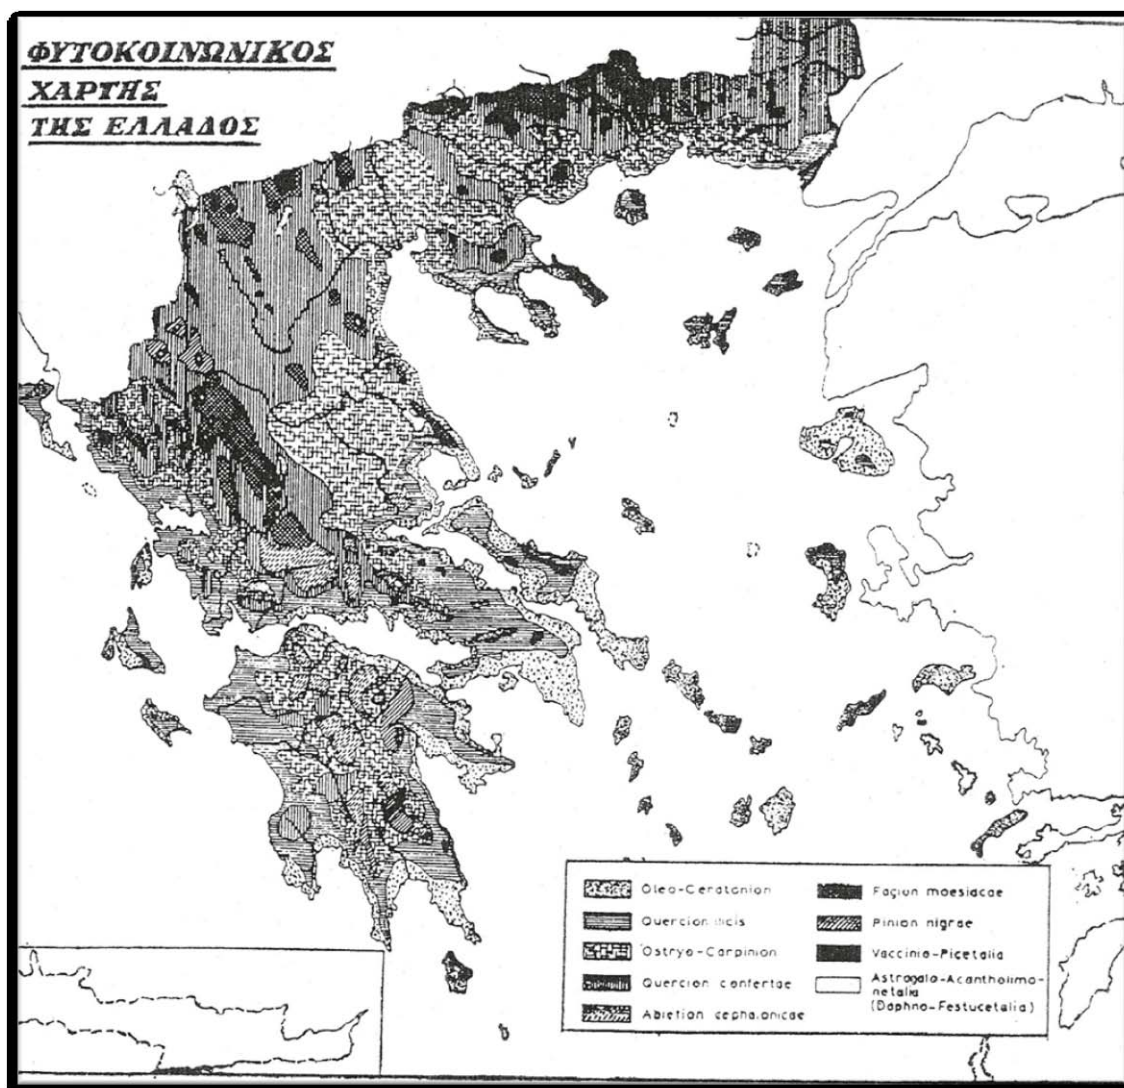 ΦΥΤΟΚΟΙΝΩΝΙΚΟΣ
ΧΑΡΤΗΣ
ΤΗΣ ΕΛΛΑΔΟΣ
Oleo-Ceratonion
Quercion ilicis
Ostryo-Carpinion
Quercion confertae
Abietion cephalonicae
Fagion moesiacae
Pinion nigrae
Vaccinio-Picetalia
Astragalo-Acantholimo-
netalia
(Daphno-Festucetalia)